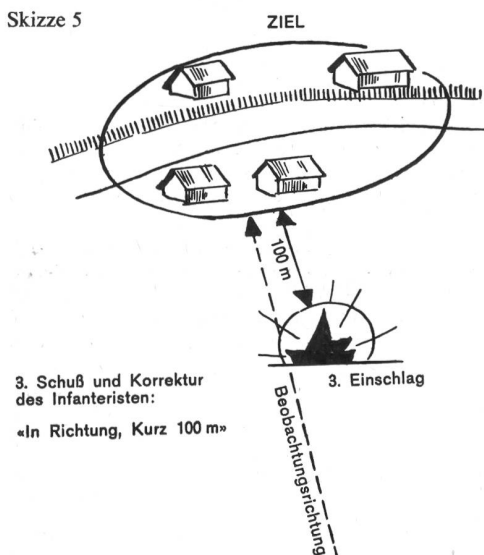 Skizze 5
ZIEL
100 m
3. Schuß und Korrektur
des Infanteristen:
«In Richtung, Kurz 100 m»
3. Einschlag
Beobachtungsrichtung